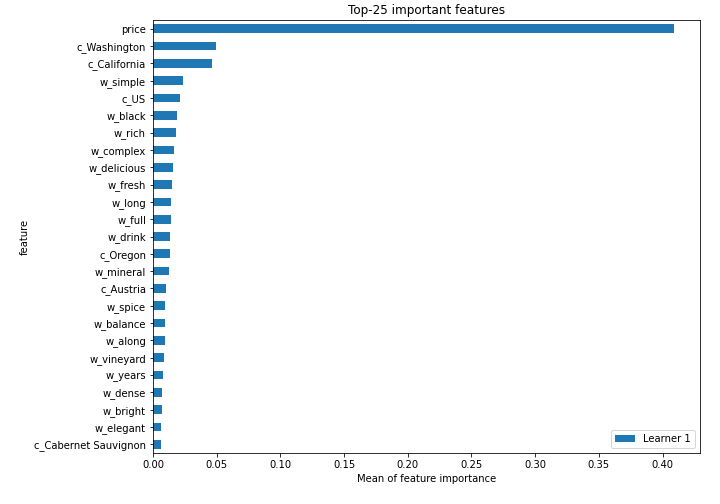 Top-25 important features
price
c_Washington
c_California
w_simple
c_US
w_black
w_rich
w_complex
w_delicious
w_fresh
w_long
w_full
w_drink
c_Oregon
w_mineral
c_Austria
w_spice
w_balance
w_along
w_vineyard
w_years
w_dense
w_bright
w_elegant
c_Cabernet Sauvignon
feature
Learner 1
0.00 0.05 0.10 0.15 0.20 0.25 0.30 0.35 0.40
Mean of feature importance